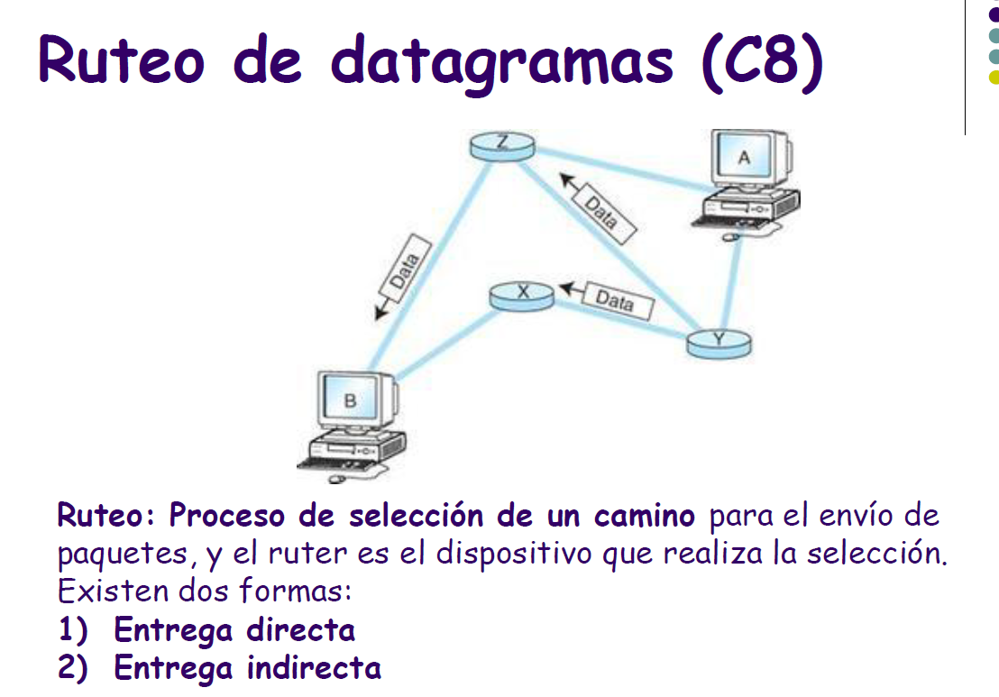 Ruteo de datagramas (C8)
Z
A
Data
Data
X
Data
Y
B
Ruteo: Proceso de selección de un camino para el envío de
paquetes, y el ruter es el dispositivo que realiza la selección.
Existen dos formas:
1) Entrega directa
2) Entrega indirecta